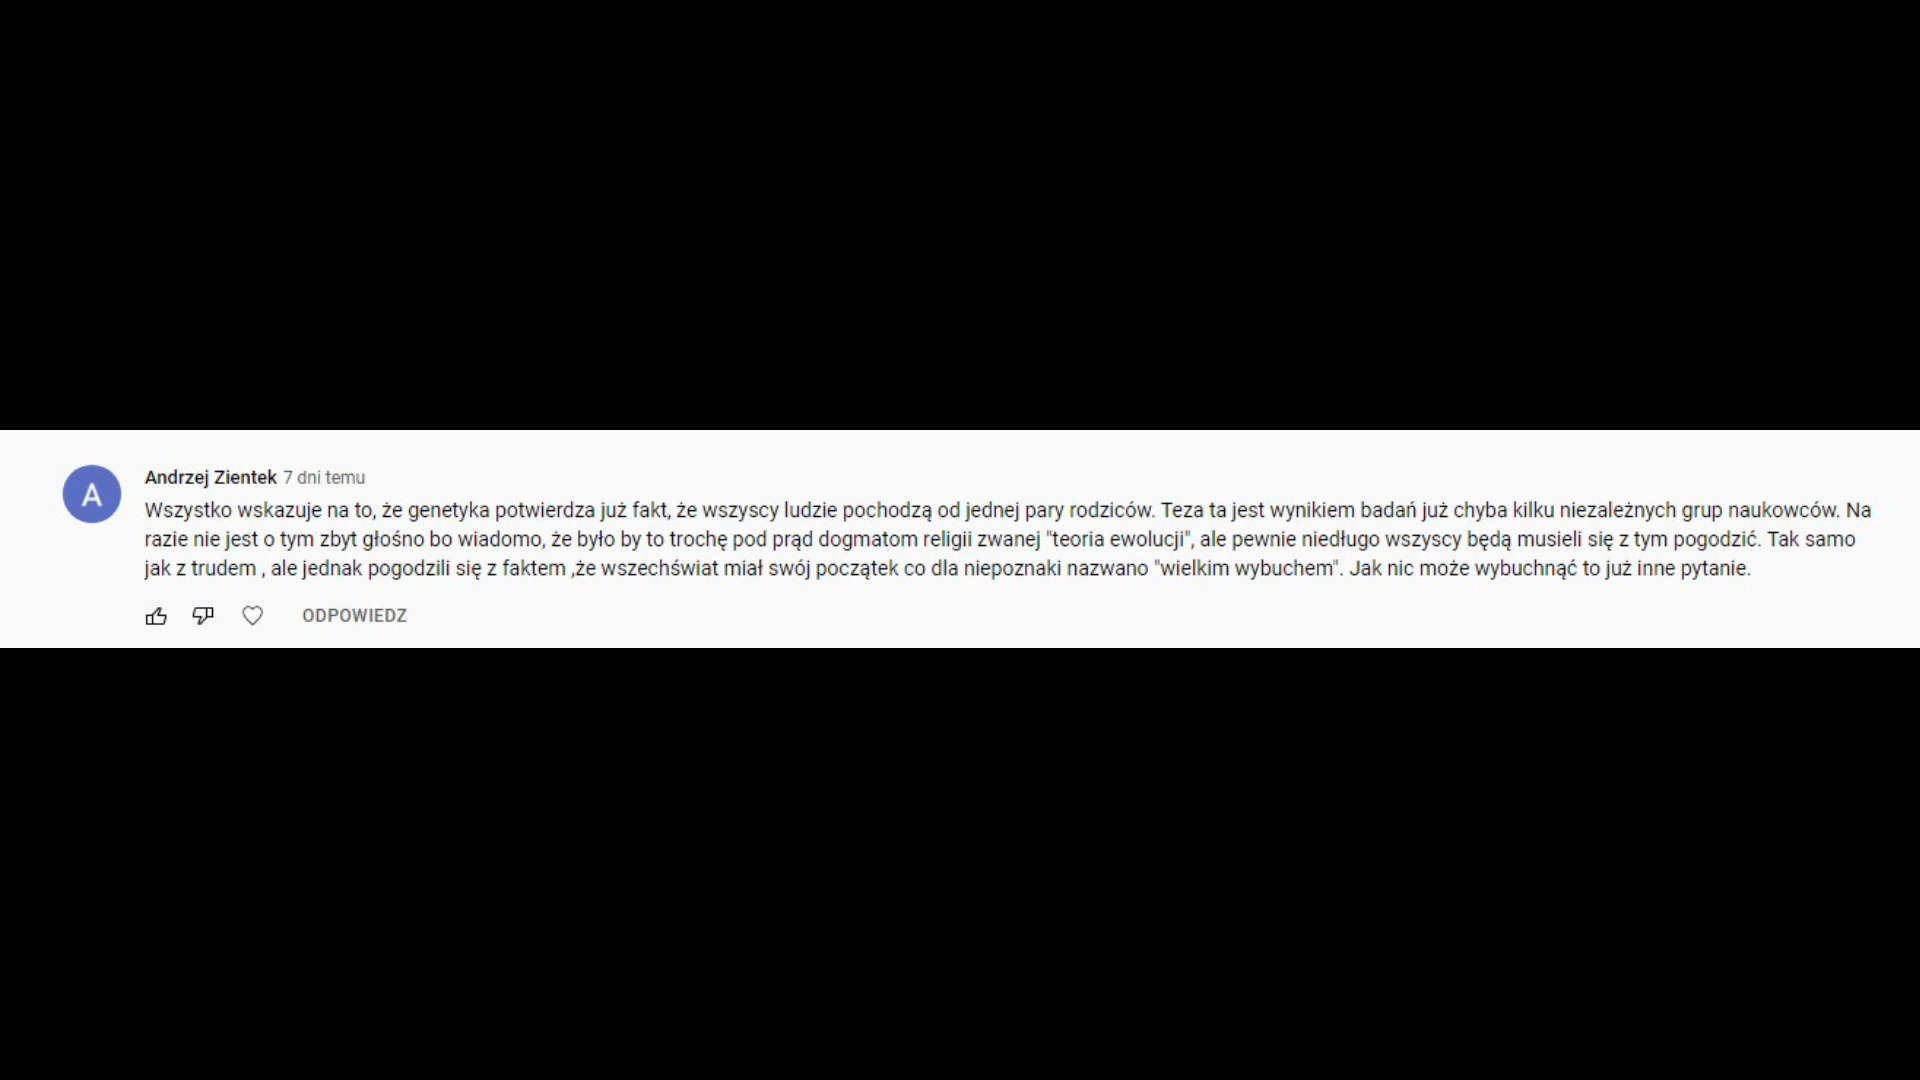 A
Andrzej Zientek 7 dni temu
Wszystko wskazuje na to, że genetyka potwierdza już fakt, że wszyscy ludzie pochodzą od jednej pary rodziców. Teza ta jest wynikiem badań już chyba kilku niezależnych grup naukowców. Na
razie nie jest o tym zbyt głośno bo wiadomo, że było by to trochę pod prąd dogmatom religii zwanej "teoria ewolucji", ale pewnie niedługo wszyscy będą musieli się z tym pogodzić. Tak samo
jak z trudem , ale jednak pogodzili się z faktem ,że wszechświat miał swój początek co dla niepoznaki nazwano "wielkim wybuchem". Jak nic może wybuchnąć to już inne pytanie.
ODPOWIEDZ